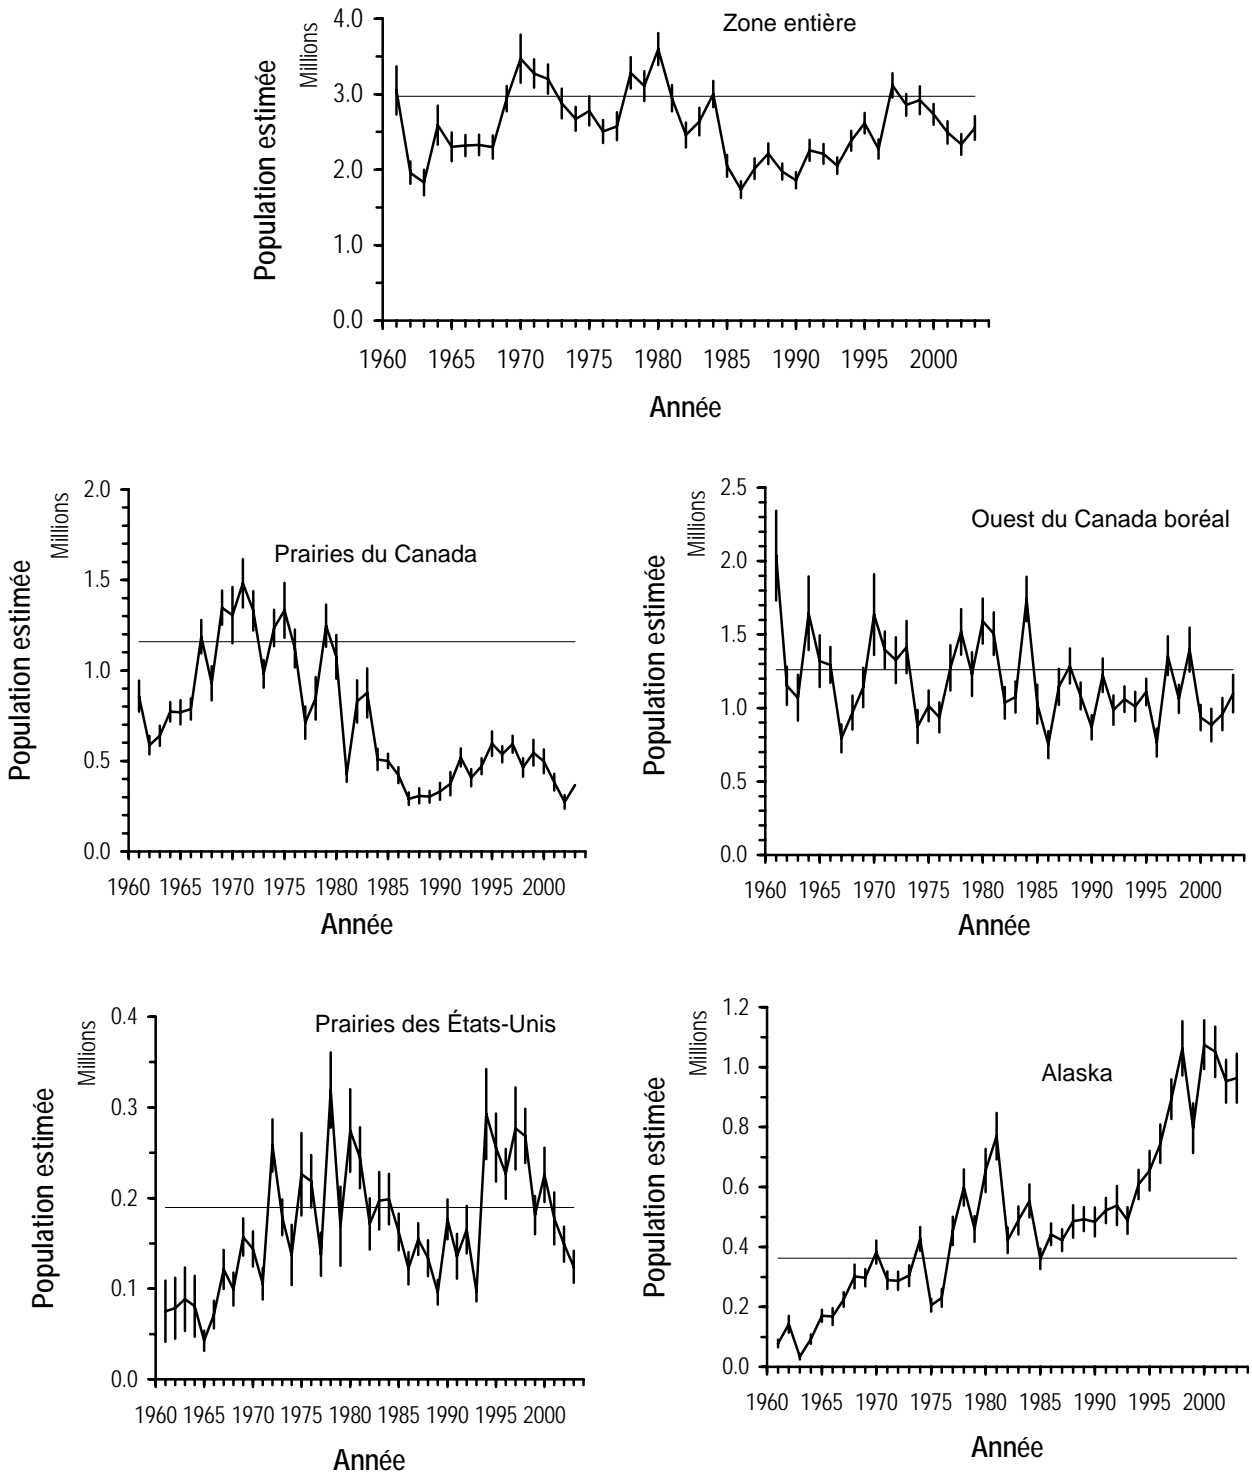 Zone entière
Population estimée
Millions
4.0
3.0
2.0
1.0
0.0
1960 1965 1970 1975 1980 1985 1990 1995 2000
Année
Prairies du Canada
Population estimée
Millions
2.0
1.5
1.0
0.5
0.0
1960 1965 1970 1975 1980 1985 1990 1995 2000
Année
Ouest du Canada boréal
Population estimée
Millions
2.5
2.0
1.5
1.0
0.5
0.0
1960 1965 1970 1975 1980 1985 1990 1995 2000
Année
Prairies des États-Unis
Population estimée
Millions
0.4
0.3
0.2
0.1
0.0
1960 1965 1970 1975 1980 1985 1990 1995 2000
Année
Alaska
Population estimée
Millions
1.2
1.0
0.8
0.6
0.4
0.2
0.0
1960 1965 1970 1975 1980 1985 1990 1995 2000
Année